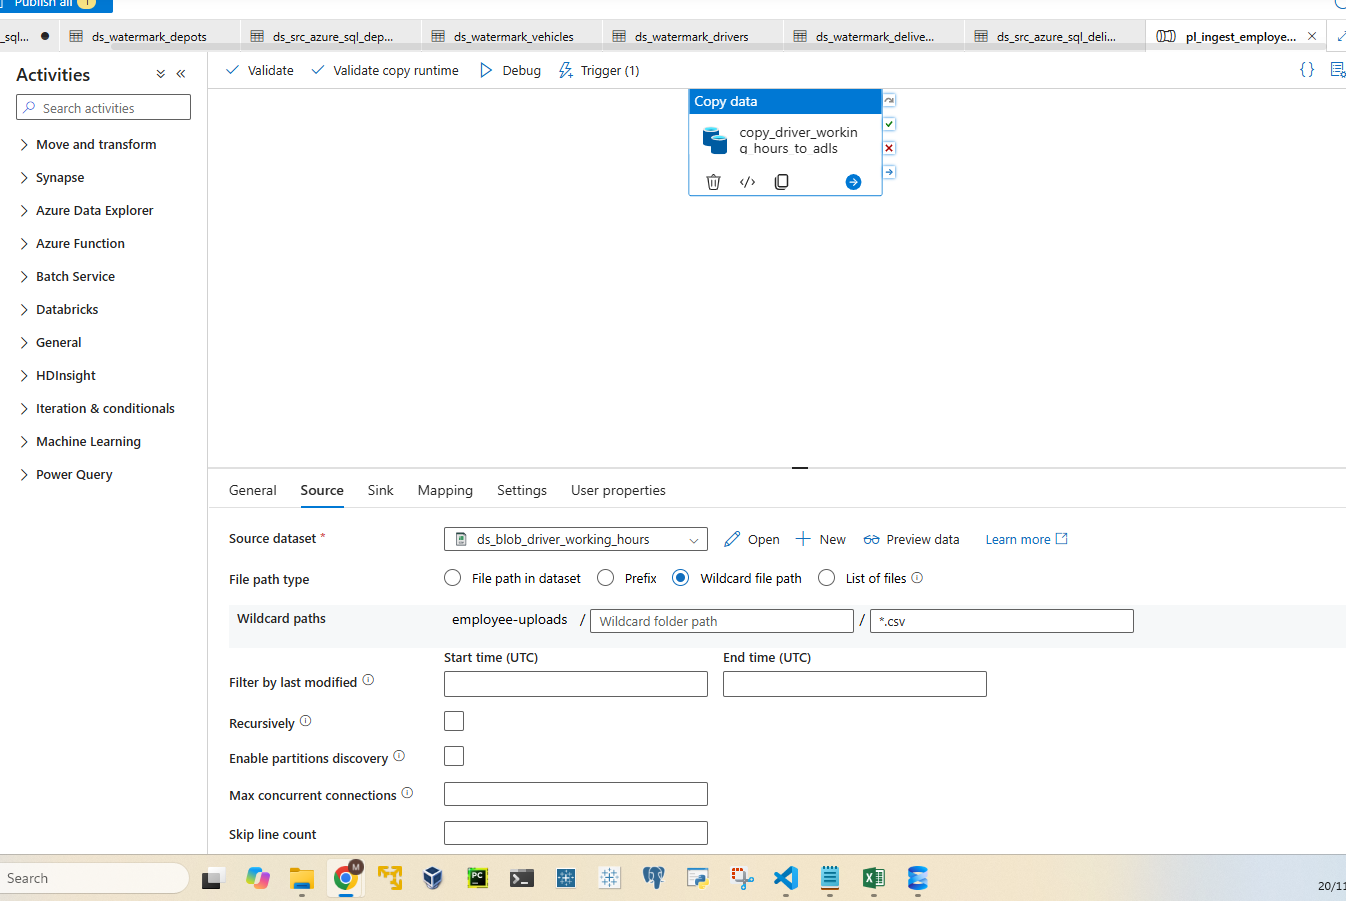 Publish all 1
_sql...
ds_watermark_depots
ds_src_azure_sql_dep...
ds_watermark_vehicles
ds_watermark_drivers
ds_watermark_delive...
ds_src_azure_sql_deli...
pl_ingest_employe...
Activities
Search activities
Move and transform
Synapse
Azure Data Explorer
Azure Function
Batch Service
Databricks
General
HDInsight
Iteration & conditionals
Machine Learning
Power Query
Validate
Validate copy runtime
Debug
Trigger (1)
{}
Copy data
copy_driver_workin
g_hours_to_adls
General
Source
Sink
Mapping
Settings
User properties
Source dataset *
ds_blob_driver_working_hours
Open
New
Preview data
Learn more
File path type
File path in dataset
Prefix
Wildcard file path
List of files
Wildcard paths
employee-uploads / Wildcard folder path / *.csv
Start time (UTC)
End time (UTC)
Filter by last modified
Recursively
Enable partitions discovery
Max concurrent connections
Skip line count
Search
M
PC
20/11